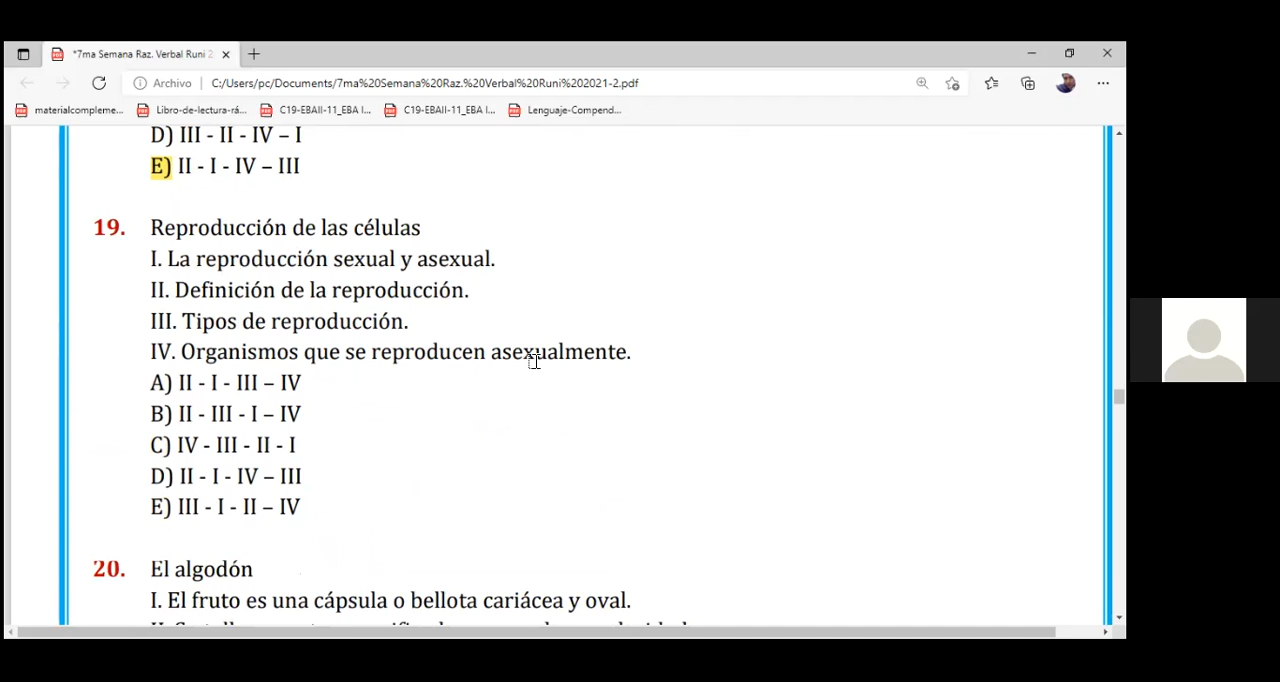 *7ma Semana Raz. Verbal Runi 2
Archivo C:/Users/pc/Documents/7ma%20Semana%20Raz.%20Verbal%20Runi%202021-2.pdf
materialcompleme... Libro-de-lectura-rá... C19-EBAII-11_EBA I... C19-EBAII-11_EBA I... Lenguaje-Compend...
D) III - II - IV – I
E) II - I - IV – III
19. Reproducción de las células
I. La reproducción sexual y asexual.
II. Definición de la reproducción.
III. Tipos de reproducción.
IV. Organismos que se reproducen asexualmente.
A) II - I - III – IV
B) II - III - I – IV
C) IV - III - II - I
D) II - I - IV – III
E) III - I - II – IV
20. El algodón
I. El fruto es una cápsula o bellota cariácea y oval.